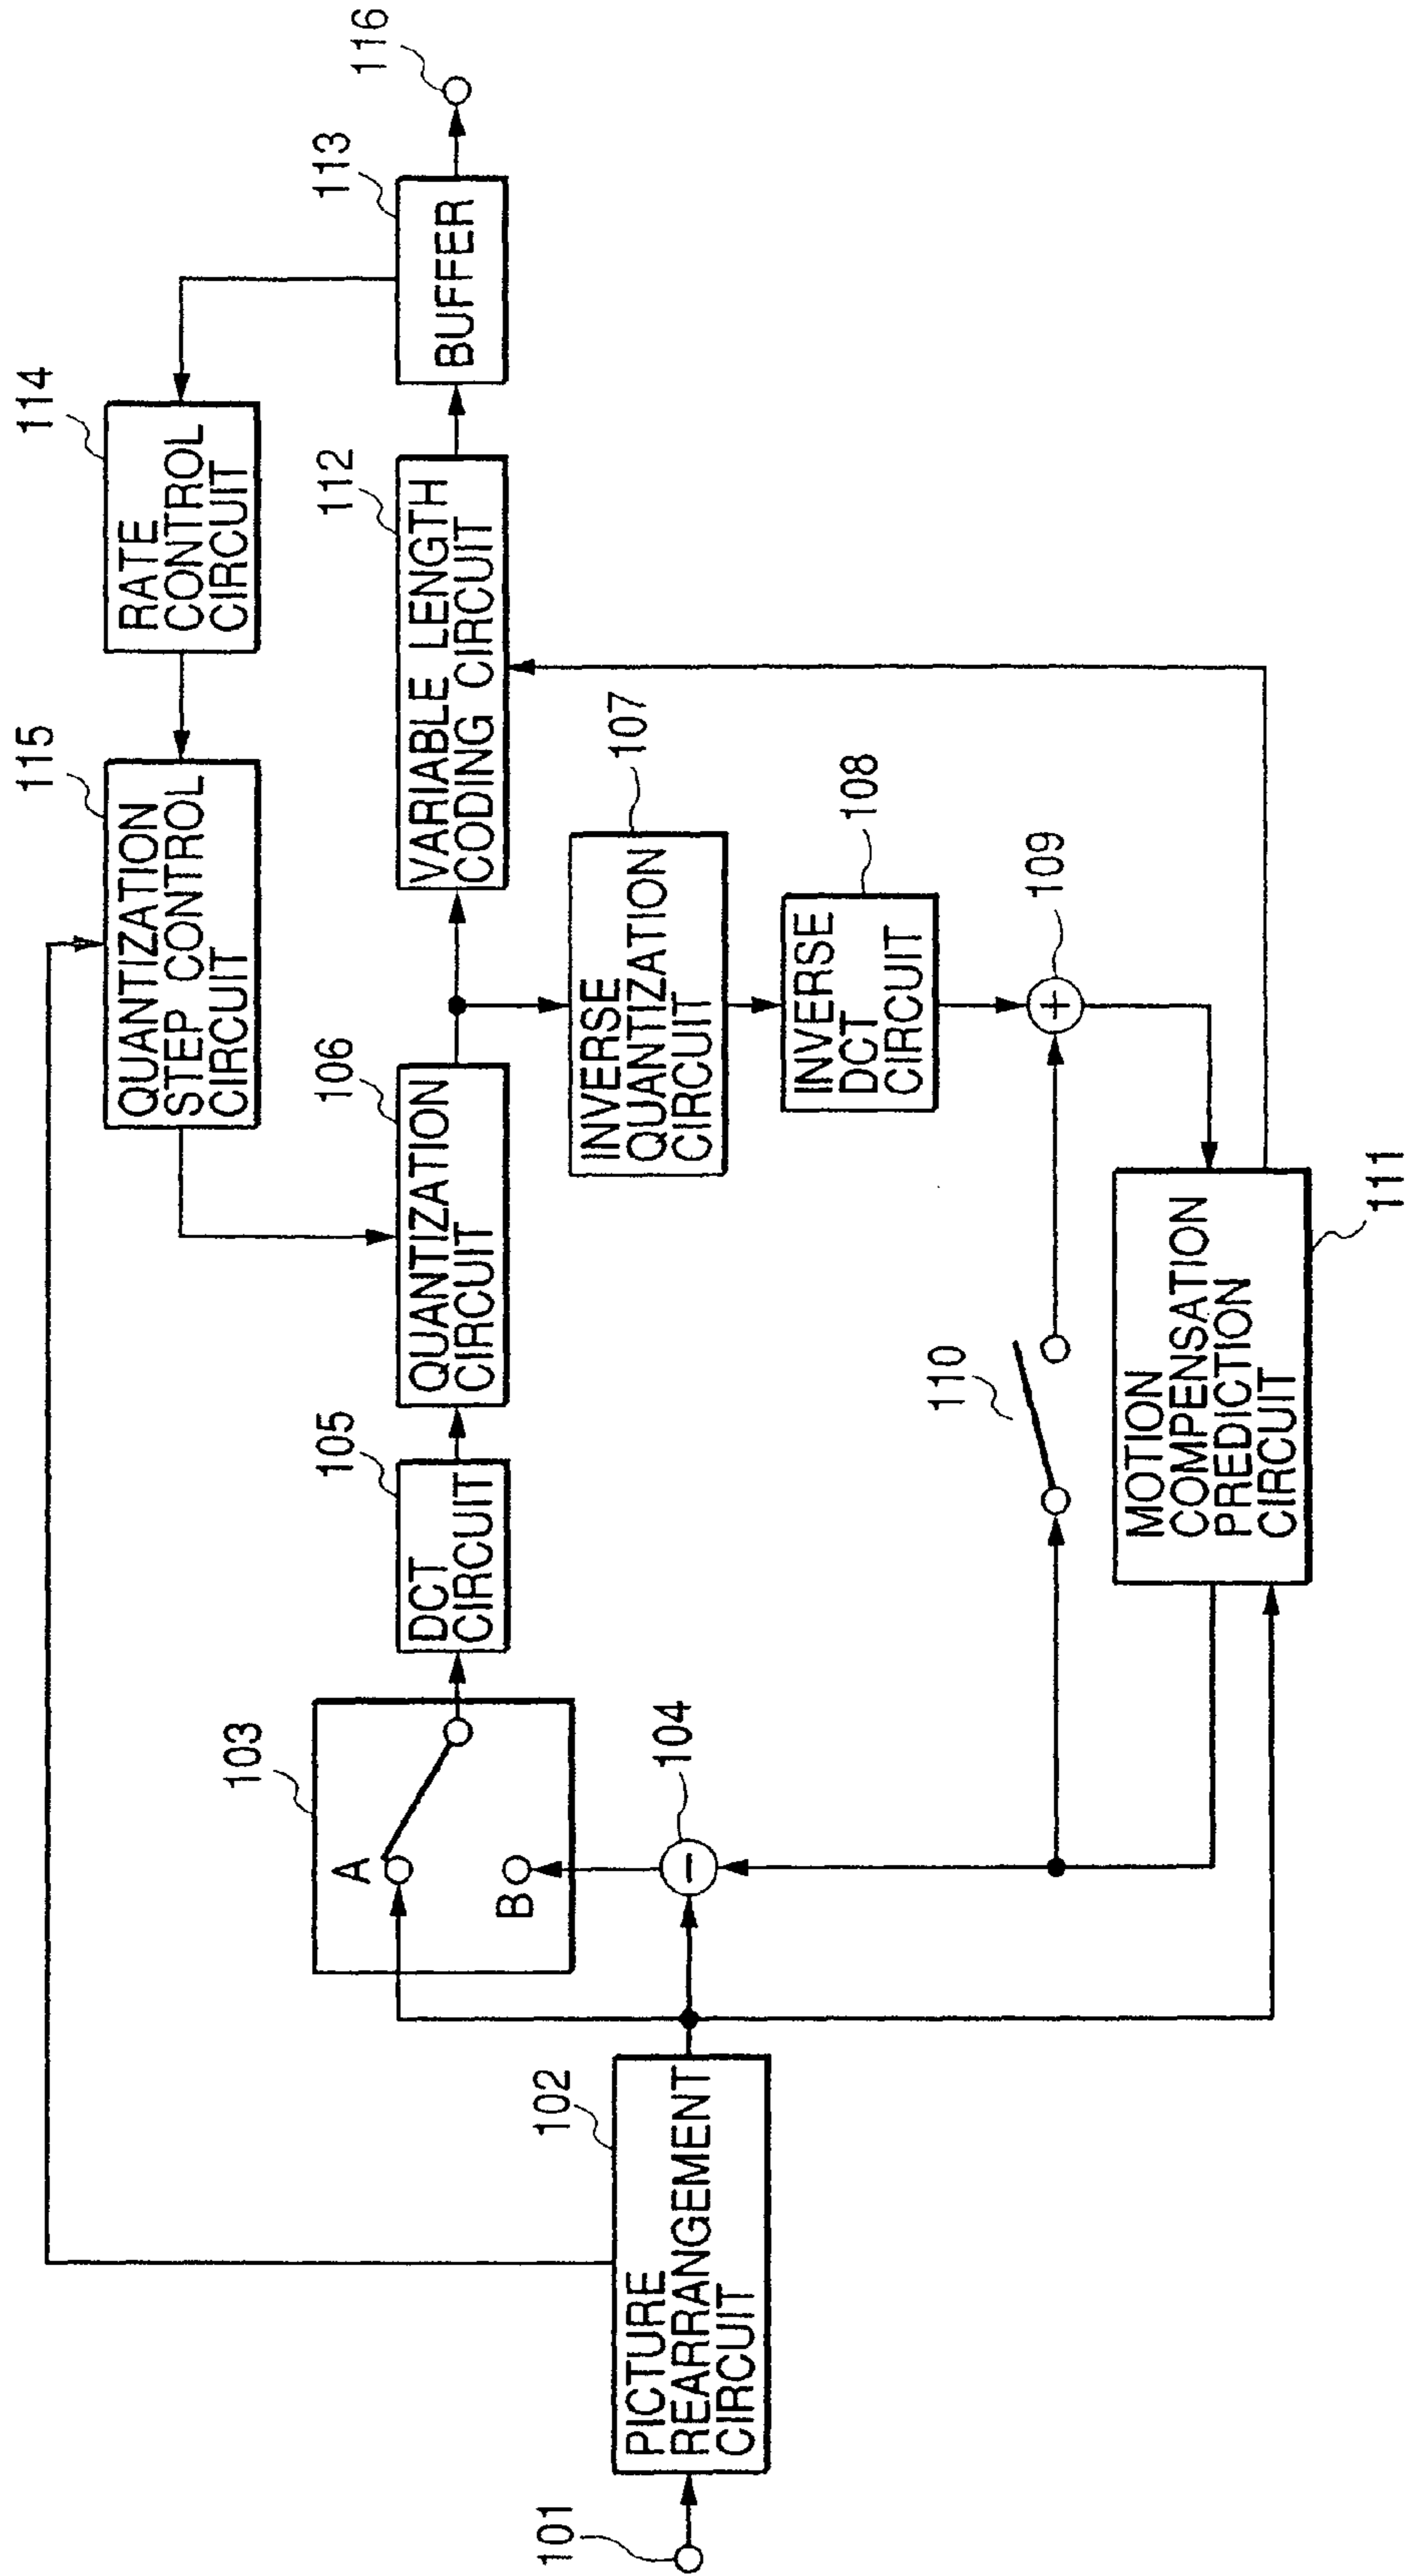 116
113
BUFFER
114
RATE
CONTROL
CIRCUIT
112
VARIABLE LENGTH
CODING CIRCUIT
115
QUANTIZATION
STEP CONTROL
CIRCUIT
107
INVERSE
QUANTIZATION
CIRCUIT
108
INVERSE
DCT
CIRCUIT
109
+
106
QUANTIZATION
CIRCUIT
105
DCT
CIRCUIT
110
111
MOTION
COMPENSATION
PREDICTION
CIRCUIT
103
A
B
104
−
102
PICTURE
REARRANGEMENT
CIRCUIT
101